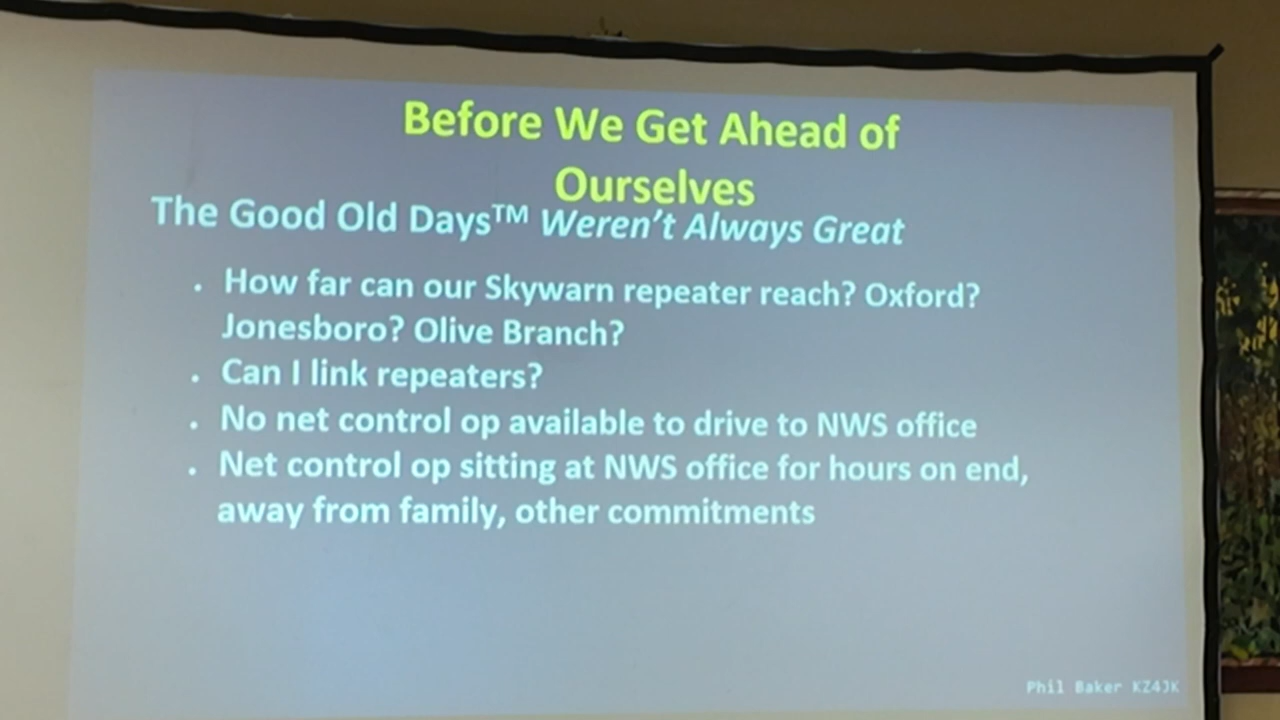 Before We Get Ahead of
Ourselves
The Good Old Days™ Weren't Always Great
. How far can our Skywarn repeater reach? Oxford?
Jonesboro? Olive Branch?
. Can I link repeaters?
. No net control op available to drive to NWS office
. Net control op sitting at NWS office for hours on end,
away from family, other commitments
Phil Baker KZ4JK